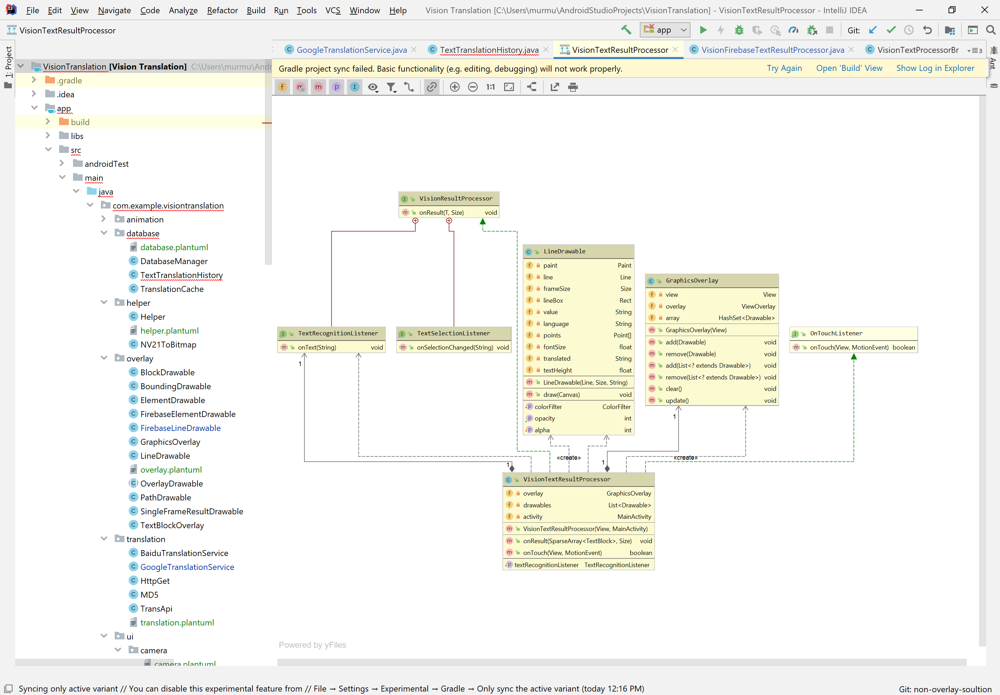 File Edit View Navigate Code Analyze Refactor Build Run Tools VCS Window Help Vision Translation [C:\Users\murmu\AndroidStudioProjects\VisionTranslation] - VisionTextResultProcessor - IntelliJ IDEA
VisionTextResultProcessor
app
Git:
GoogleTranslationService.java
TextTranslationHistory.java
VisionTextResultProcessor
VisionFirebaseTextResultProcessor.java
VisionTextProcessorBr
3
1: Project
Ant
Gradle project sync failed. Basic functionality (e.g. editing, debugging) will not work properly.
Try Again Open 'Build' View Show Log in Explorer
1:1
VisionTranslation [Vision Translation] C:\Users\murmu\Andr
.gradle
.idea
app
build
libs
src
androidTest
main
java
com.example.visiontranslation
animation
database
database.plantuml
DatabaseManager
TextTranslationHistory
TranslationCache
helper
Helper
helper.plantuml
NV21ToBitmap
overlay
BlockDrawable
BoundingDrawable
ElementDrawable
FirebaseElementDrawable
FirebaseLineDrawable
GraphicsOverlay
LineDrawable
overlay.plantuml
OverlayDrawable
PathDrawable
SingleFrameResultDrawable
TextBlockOverlay
translation
BaiduTranslationService
GoogleTranslationService
HttpGet
MD5
TransApi
translation.plantuml
ui
camera
camera.plantuml
VisionResultProcessor
onResult(T, Size) void
TextRecognitionListener
onText(String) void
TextSelectionListener
onSelectionChanged(String) void
LineDrawable
paint Paint
line Line
frameSize Size
lineBox Rect
value String
language String
points Point[]
fontSize float
translated String
textHeight float
LineDrawable(Line, Size, String)
draw(Canvas) void
colorFilter ColorFilter
opacity int
alpha int
GraphicsOverlay
view View
overlay ViewOverlay
array HashSet<Drawable>
GraphicsOverlay(View)
add(Drawable) void
remove(Drawable) void
add(List<? extends Drawable>) void
remove(List<? extends Drawable>) void
clear() void
update() void
OnTouchListener
onTouch(View, MotionEvent) boolean
1
1
«create»
«create»
1
1
VisionTextResultProcessor
overlay GraphicsOverlay
drawables List<Drawable>
activity MainActivity
VisionTextResultProcessor(View, MainActivity)
onResult(SparseArray<TextBlock>, Size) void
onTouch(View, MotionEvent) boolean
textRecognitionListener TextRecognitionListener
Powered by yFiles
Syncing only active variant // You can disable this experimental feature from // File → Settings → Experimental → Gradle → Only sync the active variant (today 12:16 PM)
Git: non-overlay-soultion